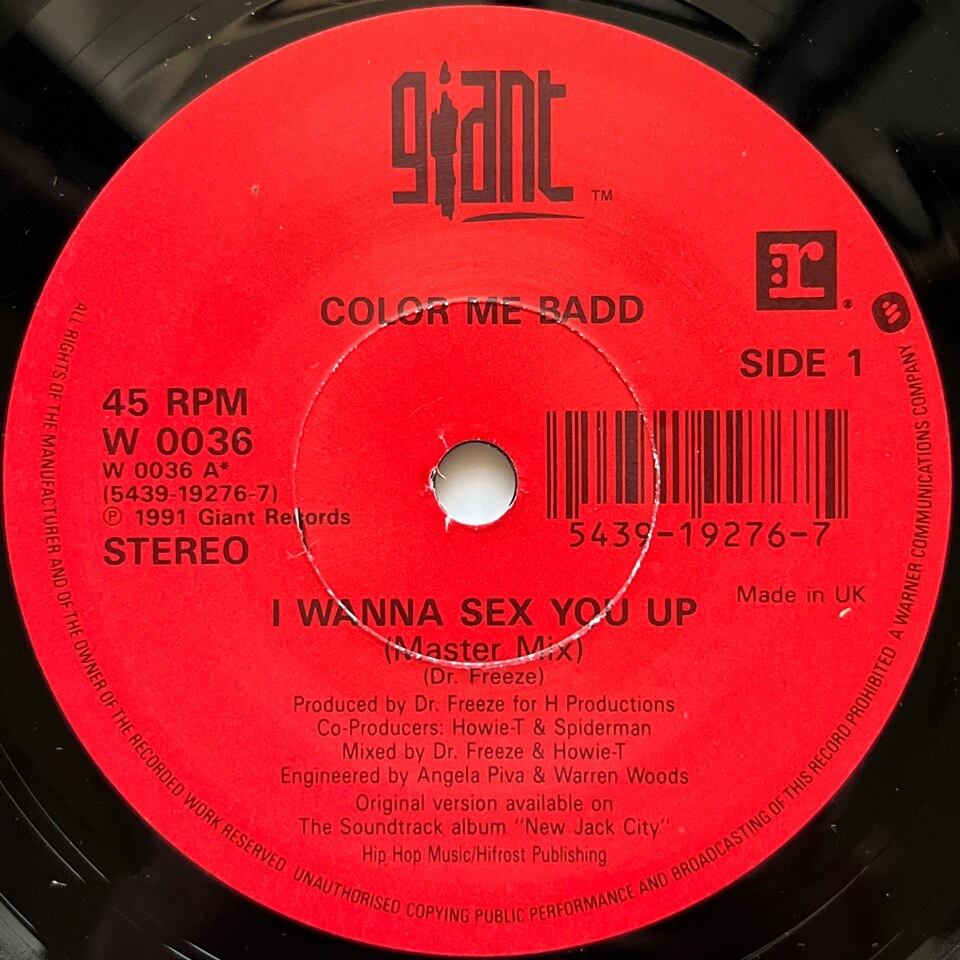 giant ™
r ®
COLOR ME BADD
SIDE 1
45 RPM
W 0036
W 0036 A*
(5439-19276-7)
℗ 1991 Giant Records
STEREO
5439-19276-7
Made in UK
I WANNA SEX YOU UP
(Master Mix)
(Dr. Freeze)
Produced by Dr. Freeze for H Productions
Co-Producers: Howie-T & Spiderman
Mixed by Dr. Freeze & Howie-T
Engineered by Angela Piva & Warren Woods
Original version available on
The Soundtrack album "New Jack City"
Hip Hop Music/Hifrost Publishing
ALL RIGHTS OF THE MANUFACTURER AND OF THE OWNER OF THE RECORDED WORK RESERVED. UNAUTHORISED COPYING PUBLIC PERFORMANCE AND BROADCASTING OF THIS RECORD PROHIBITED A WARNER COMMUNICATIONS COMPANY